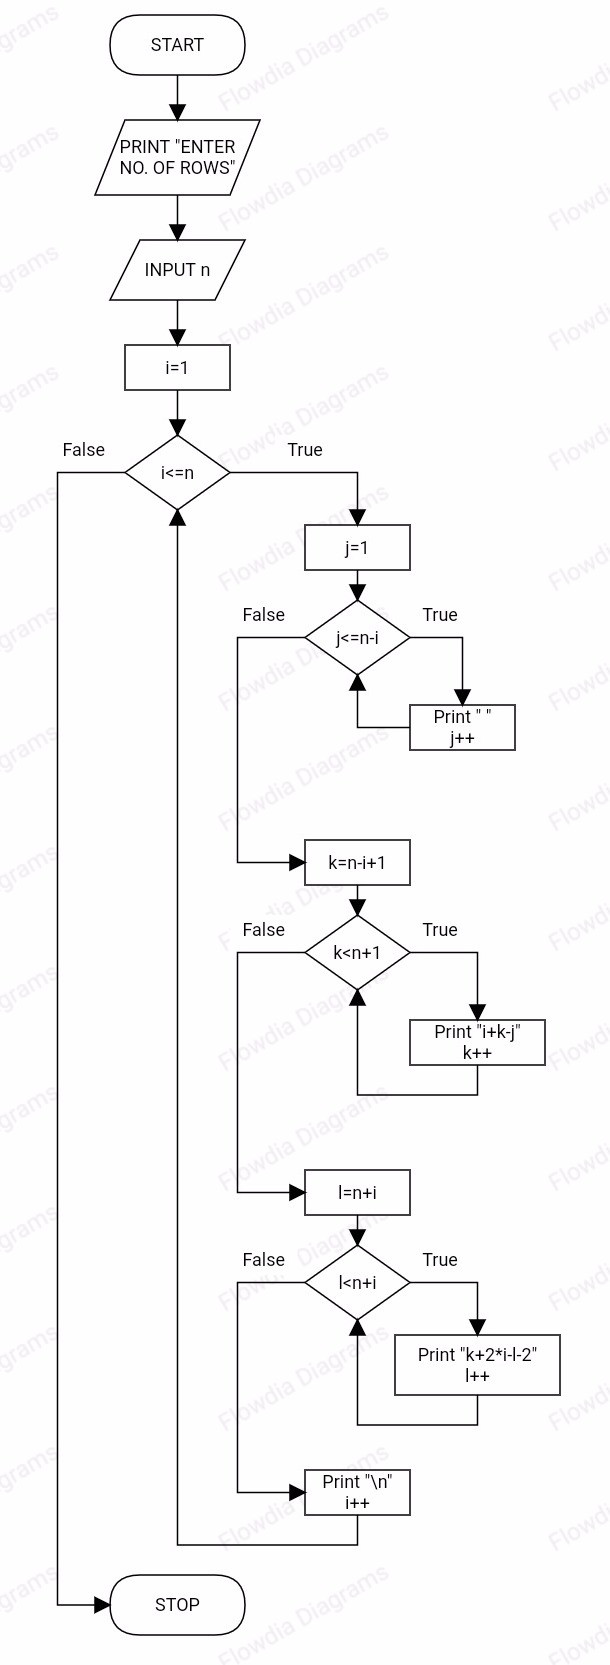 START
PRINT "ENTER
NO. OF ROWS"
INPUT n
i=1
False
True
i<=n
j=1
False
True
j<=n-i
Print " "
j++
k=n-i+1
False
True
k<n+1
Print "i+k-j"
k++
l=n+i
False
True
l<n+i
Print "k+2*i-l-2"
l++
Print "\n"
i++
STOP
Flowdia Diagrams